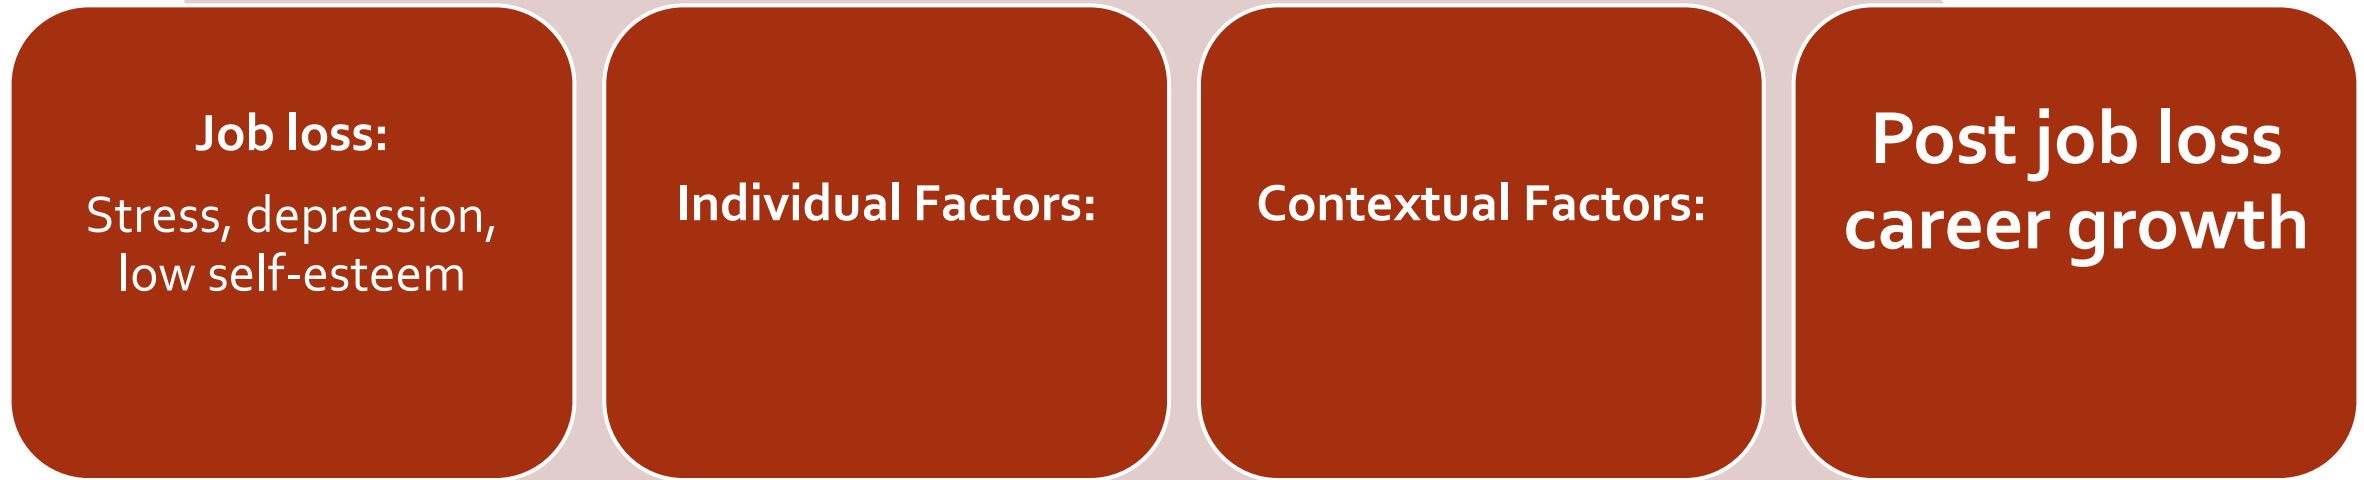 Job loss:
Stress, depression,
low self-esteem
Individual Factors:
Contextual Factors:
Post job loss
career growth